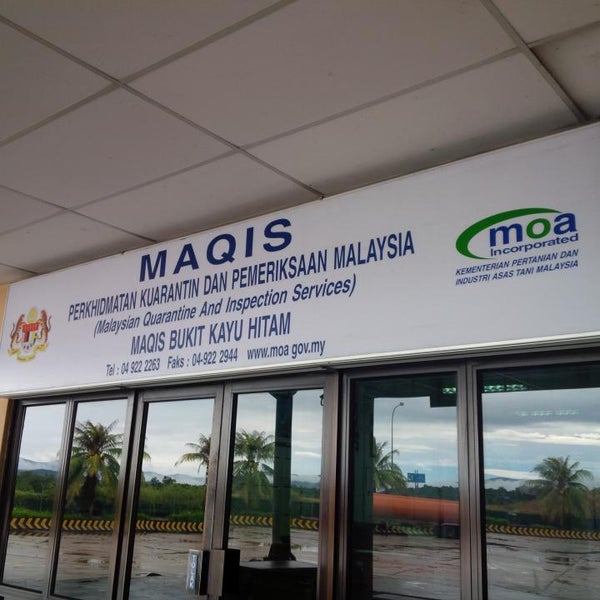 MAQIS
PERKHIDMATAN KUARANTIN DAN PEMERIKSAAN MALAYSIA
(Malaysian Quarantine And Inspection Services)
MAQIS BUKIT KAYU HITAM
Tel : 04 922 2263 Faks : 04-922 2944 www.moa gov.my
moa
Incorporated
KEMENTERIAN PERTANIAN DAN
INDUSTRI ASAS TANI MALAYSIA